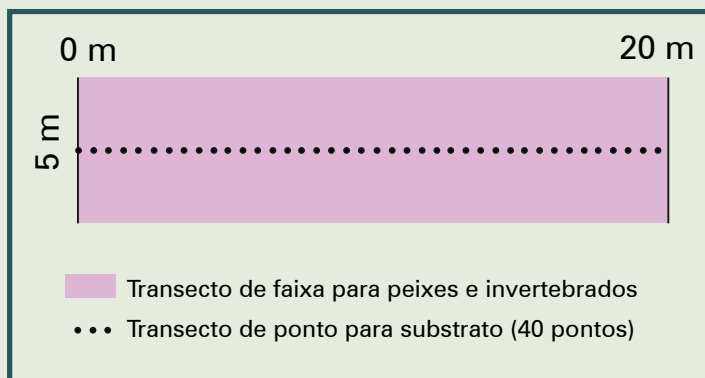 0 m 20 m
5 m
Transecto de faixa para peixes e invertebrados
Transecto de ponto para substrato (40 pontos)